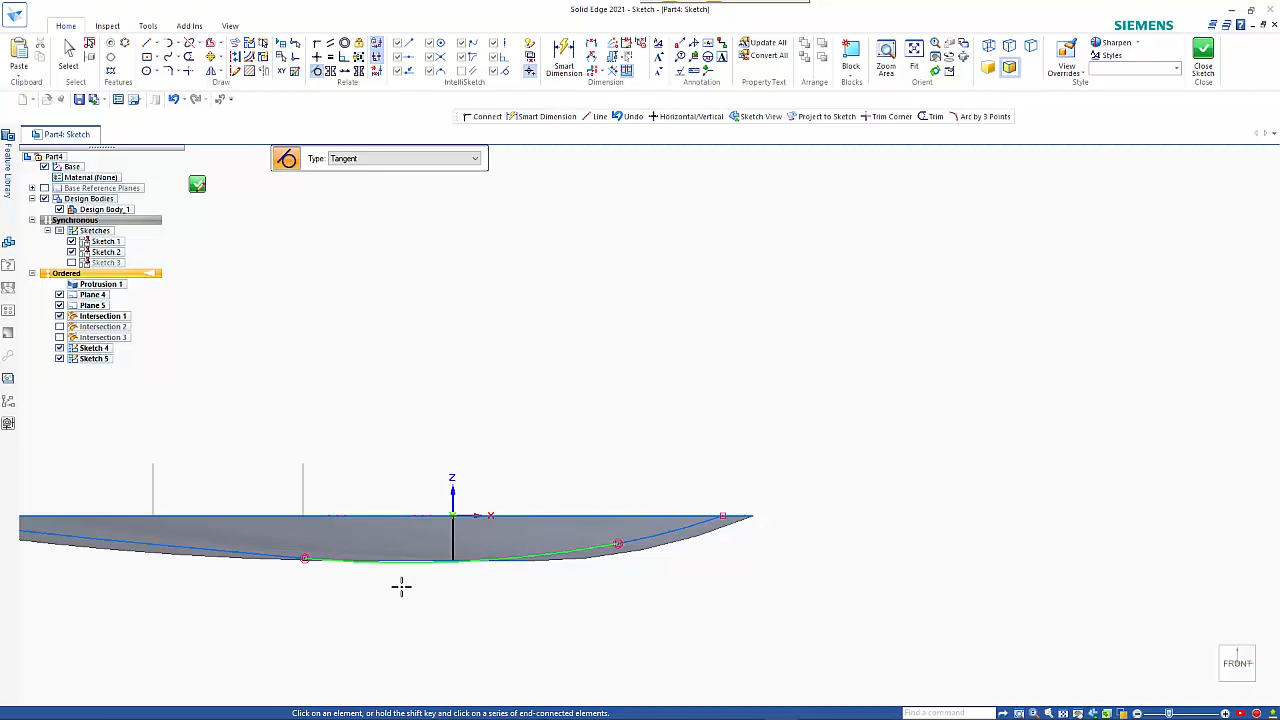 Solid Edge 2021 - Sketch - [Part4: Sketch]
Home Inspect Tools Add Ins View
SIEMENS
Paste
Clipboard
Select
Select
Features
Draw
Relate
IntelliSketch
Smart Dimension
Dimension
Annotation
Update All
Convert All
PropertyText
Arrange
Block
Blocks
Zoom Area
Fit
Orient
View Overrides
Sharpen
Styles
Style
Close Sketch
Close
Connect Smart Dimension Line Undo Horizontal/Vertical Sketch View Project to Sketch Trim Corner Trim Arc by 3 Points
Part4: Sketch
Feature Library
Part4
Base
Material (None)
Base Reference Planes
Design Bodies
Design Body_1
Synchronous
Sketches
Sketch 1
Sketch 2
Sketch 3
Ordered
Protrusion 1
Plane 4
Plane 5
Intersection 1
Intersection 2
Intersection 3
Sketch 4
Sketch 5
Type: Tangent
Z
X
FRONT
Click on an element, or hold the shift key and click on a series of end-connected elements.
Find a command